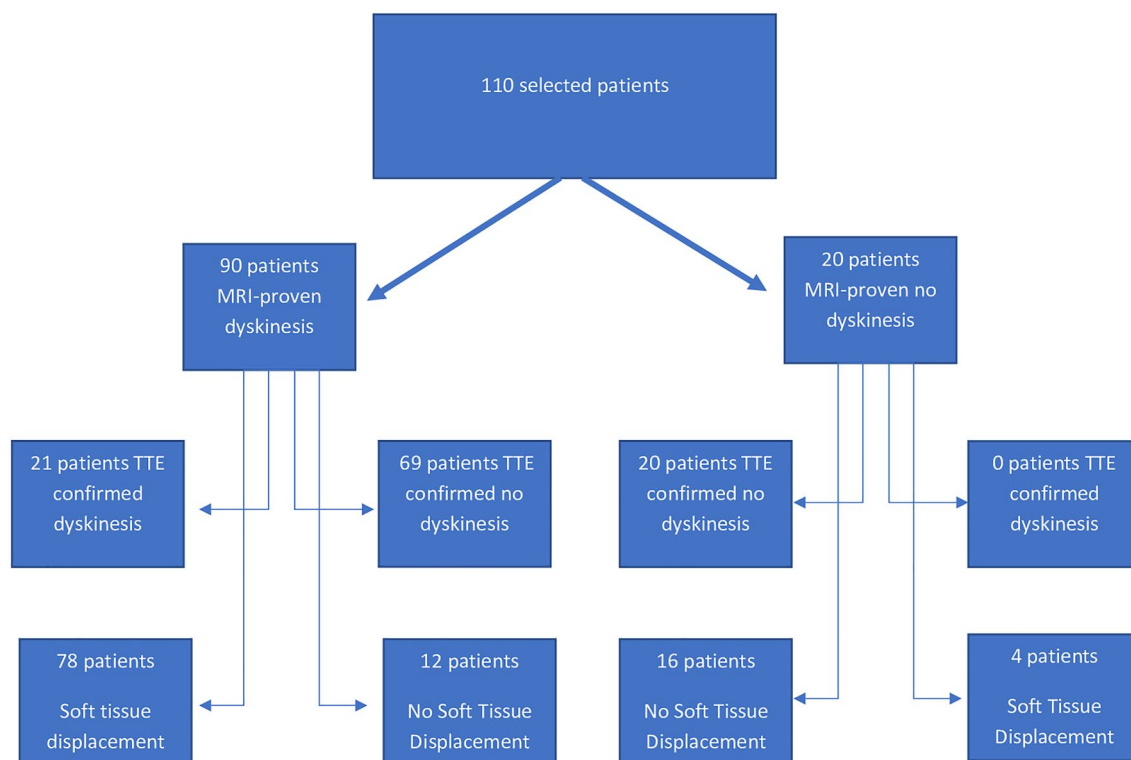 110 selected patients
90 patients
MRI-proven
dyskinesis
20 patients
MRI-proven no
dyskinesis
21 patients TTE
confirmed
dyskinesis
69 patients TTE
confirmed no
dyskinesis
20 patients TTE
confirmed no
dyskinesis
0 patients TTE
confirmed
dyskinesis
78 patients
Soft tissue
displacement
12 patients
No Soft Tissue
Displacement
16 patients
No Soft Tissue
Displacement
4 patients
Soft Tissue
Displacement